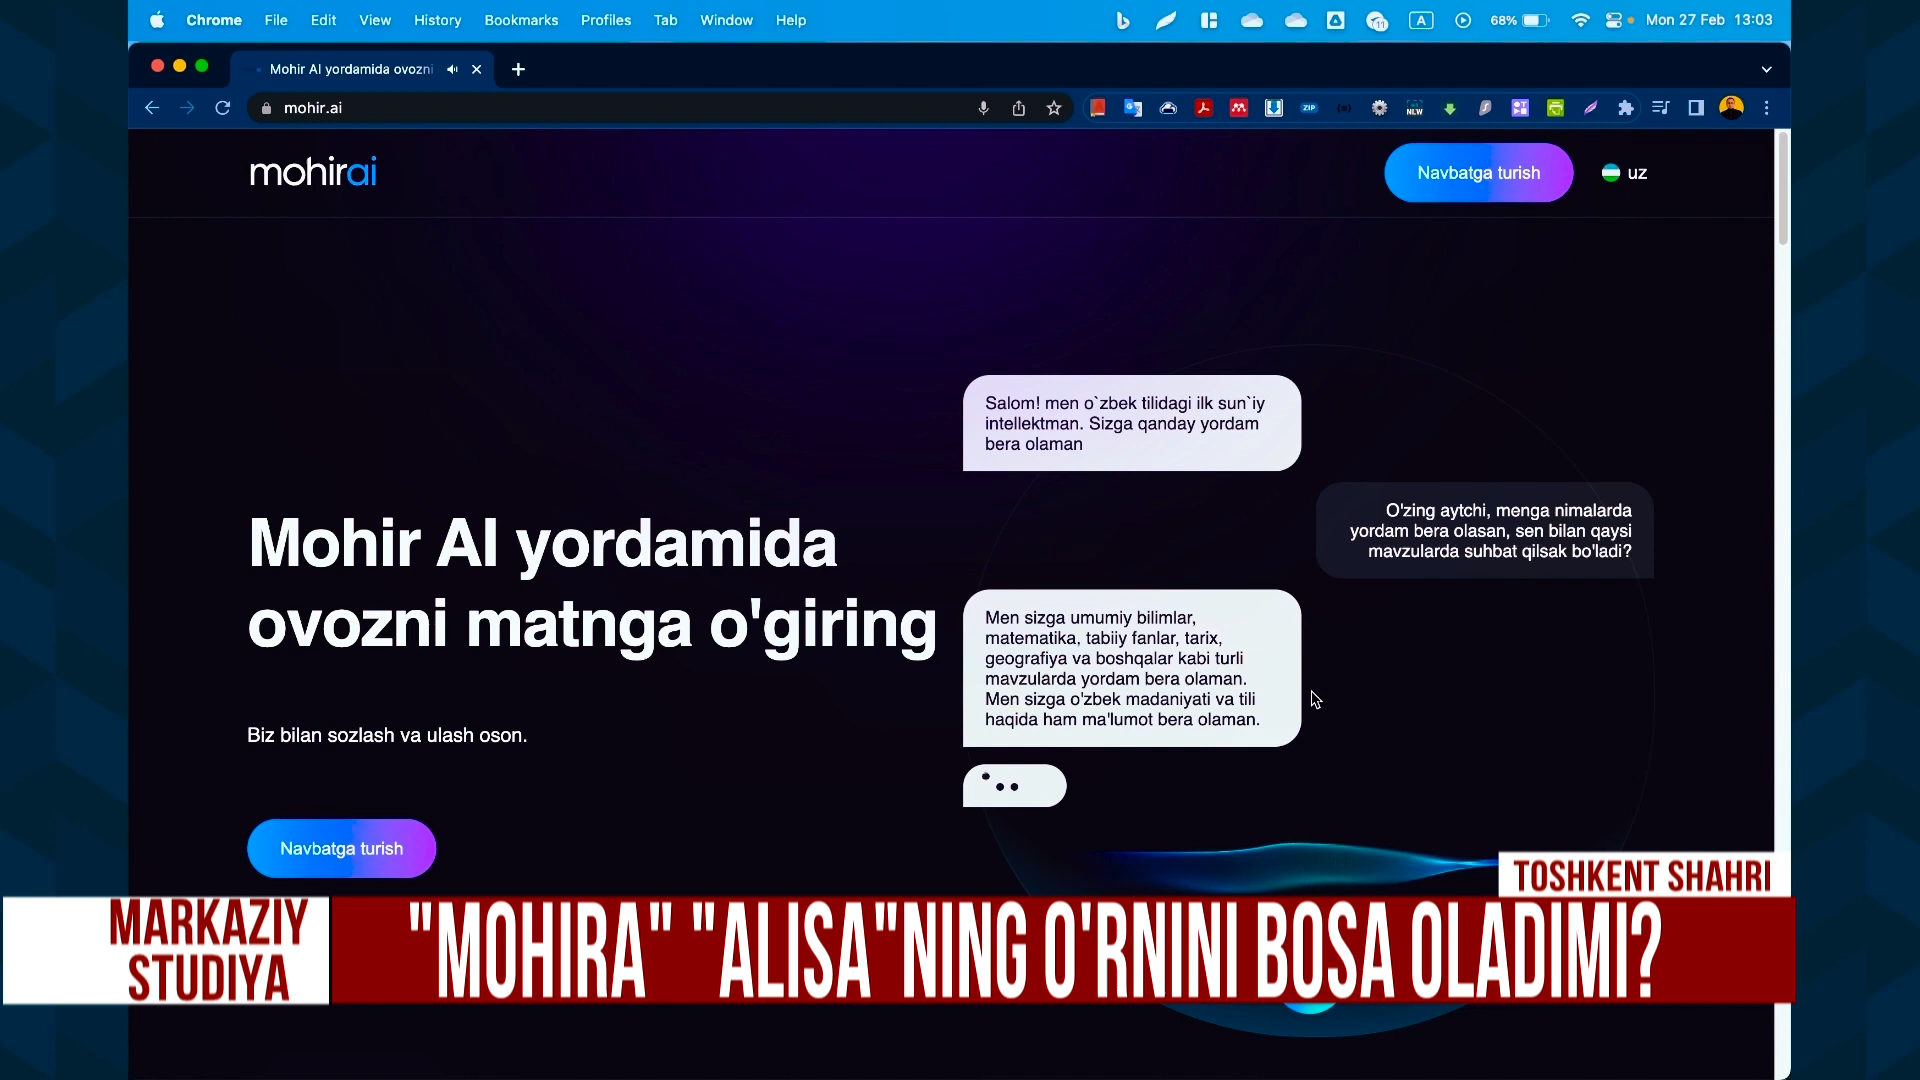 Chrome File Edit View History Bookmarks Profiles Tab Window Help
11 A 68% Mon 27 Feb 13:03
Mohir AI yordamida ovozni
mohir.ai
ZIP
NLW
mohirai
Navbatga turish
uz
Salom! men o`zbek tilidagi ilk sun`iy
intellektman. Sizga qanday yordam
bera olaman
O'zing aytchi, menga nimalarda
yordam bera olasan, sen bilan qaysi
mavzularda suhbat qilsak bo'ladi?
Mohir AI yordamida
ovozni matnga o'giring
Men sizga umumiy bilimlar,
matematika, tabiiy fanlar, tarix,
geografiya va boshqalar kabi turli
mavzularda yordam bera olaman.
Men sizga o'zbek madaniyati va tili
haqida ham ma'lumot bera olaman.
Biz bilan sozlash va ulash oson.
Navbatga turish
TOSHKENT SHAHRI
MARKAZIY
STUDIYA
"MOHIRA" "ALISA"NING O'RNINI BOSA OLADIMI?